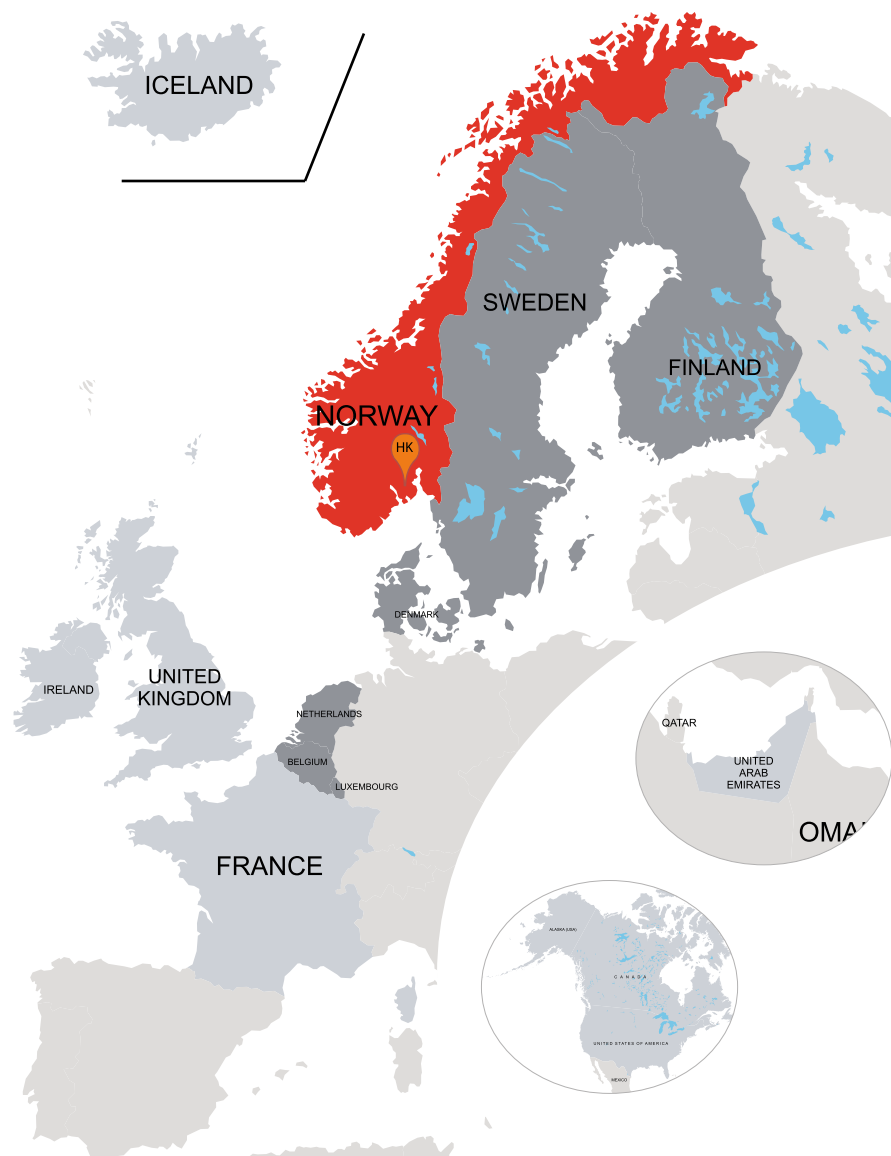 ICELAND
SWEDEN
FINLAND
NORWAY
HK
DENMARK
UNITED
KINGDOM
IRELAND
NETHERLANDS
BELGIUM
LUXEMBOURG
FRANCE
QATAR
UNITED
ARAB
EMIRATES
OMA
ALASKA (USA)
CANADA
UNITED STATES OF AMERICA
MEXICO